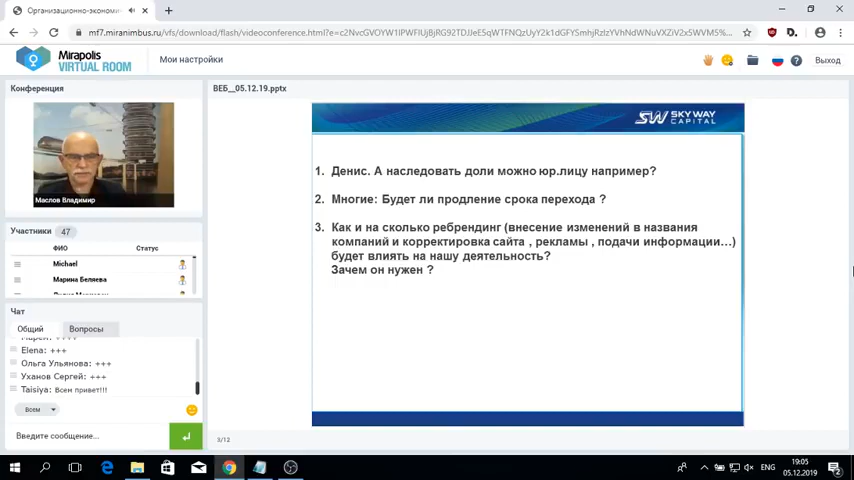 Организационно-экономи
mf7.miranimbus.ru/vfs/download/flash/videoconference.html?e=
Mirapolis
VIRTUAL ROOM
Мои настройки
Выход
Конференция
Маслов Владимир
Участники 47
ФИО Статус
Michael
Марина Беляева
Чат
Общий Вопросы
Elena: +++
Ольга Ульянова: +++
Уханов Сергей: +++
Taisiya: Всем привет!!!
Всем
Введите сообщение...
ВЕБ__05.12.19.pptx
SW SKY WAY
CAPITAL
1. Денис. А наследовать доли можно юр.лицу например?
2. Многие: Будет ли продление срока перехода ?
3. Как и на сколько ребрендинг (внесение изменений в названия
компаний и корректировка сайта , рекламы , подачи информации…)
будет влиять на нашу деятельность?
Зачем он нужен ?
3/12
ENG
19:05
05.12.2019
2